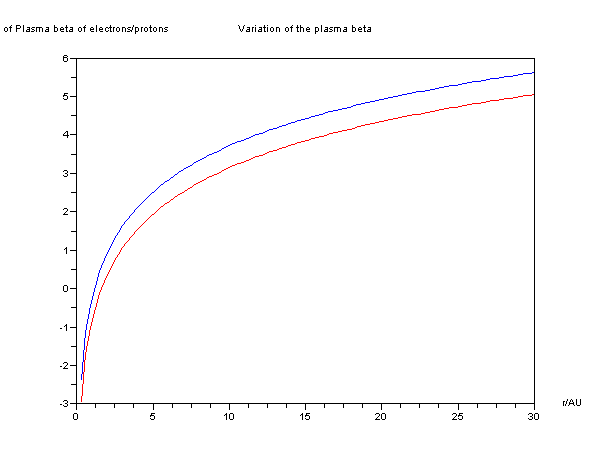 of Plasma beta of electrons/protons
Variation of the plasma beta
6
5
4
3
2
1
0
-1
-2
-3
0 5 10 15 20 25 30
r/AU